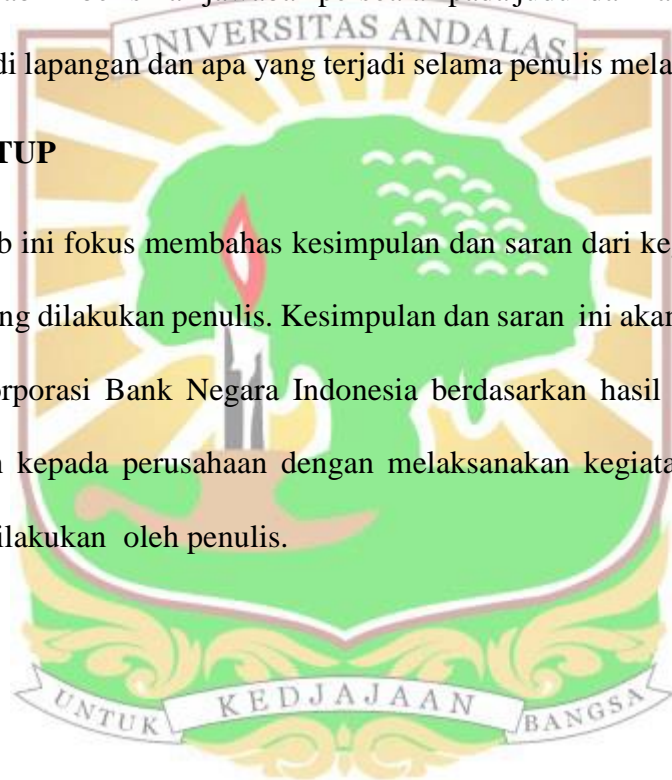 UNIVERSITAS ANDALAS
di lapangan dan apa yang terjadi selama penulis mela
TUP
b ini fokus membahas kesimpulan dan saran dari ke
ng dilakukan penulis. Kesimpulan dan saran ini akan
orporasi Bank Negara Indonesia berdasarkan hasil
n kepada perusahaan dengan melaksanakan kegiata
ilakukan oleh penulis.
UNTUK KEDJAJAAN BANGSA